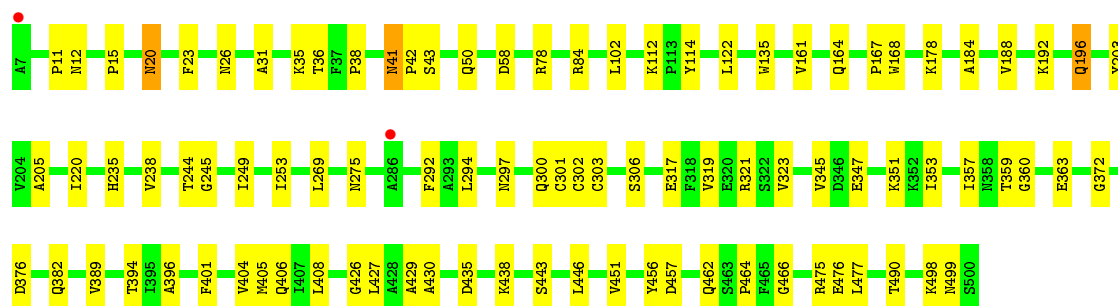 A7 P11 N12 P15 N20 F23 N26 A31 K35 T36 F37 P38 N41 P42 S43 Q50 D58 R78 R84 L102 K112 P113 Y114 L122 W135 V161 Q164 P167 W168 K178 A184 V188 K192 Q196 Y203
V204 A205 I220 H235 V238 T244 G245 I249 I253 L269 N275 A286 F292 A293 L294 N297 Q300 C301 C302 C303 S306 E317 F318 V319 E320 R321 S322 V323 V345 D346 E347 K351 K352 I353 I357 N358 T359 G360 E363 G372
D376 Q382 V389 T394 I395 A396 F401 V404 M405 Q406 I407 L408 G426 L427 A428 A429 A430 D435 K438 S443 L446 V451 Y456 D457 Q462 S463 P464 F465 G466 R475 E476 L477 T490 K498 N499 S500